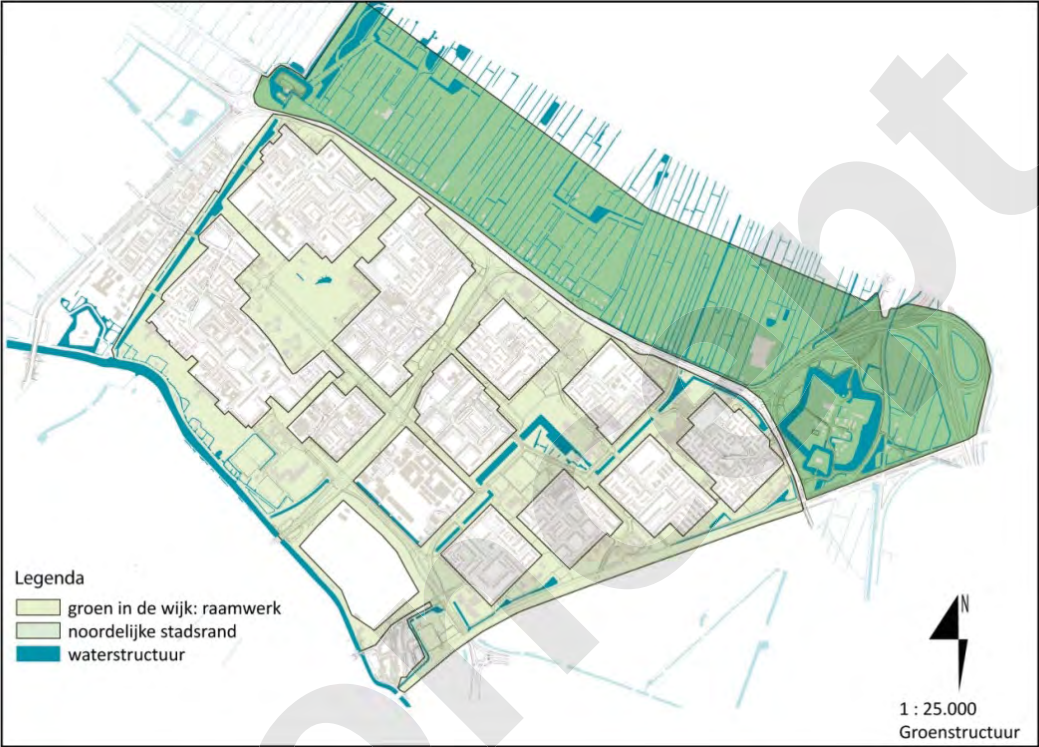 Legenda
groen in de wijk: raamwerk
noordelijke stadsrand
waterstructuur
N
1 : 25.000
Groenstructuur